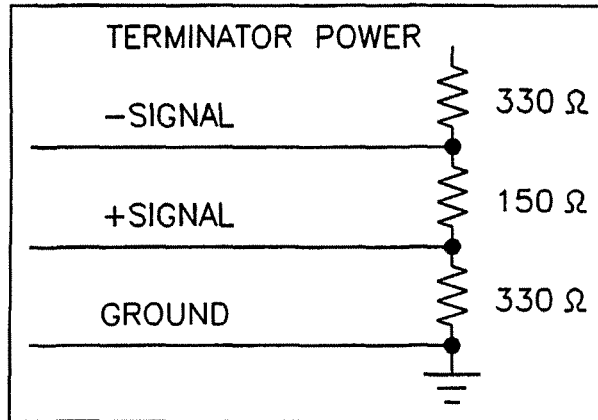 TERMINATOR POWER
330 Ω
-SIGNAL
150 Ω
+SIGNAL
330 Ω
GROUND